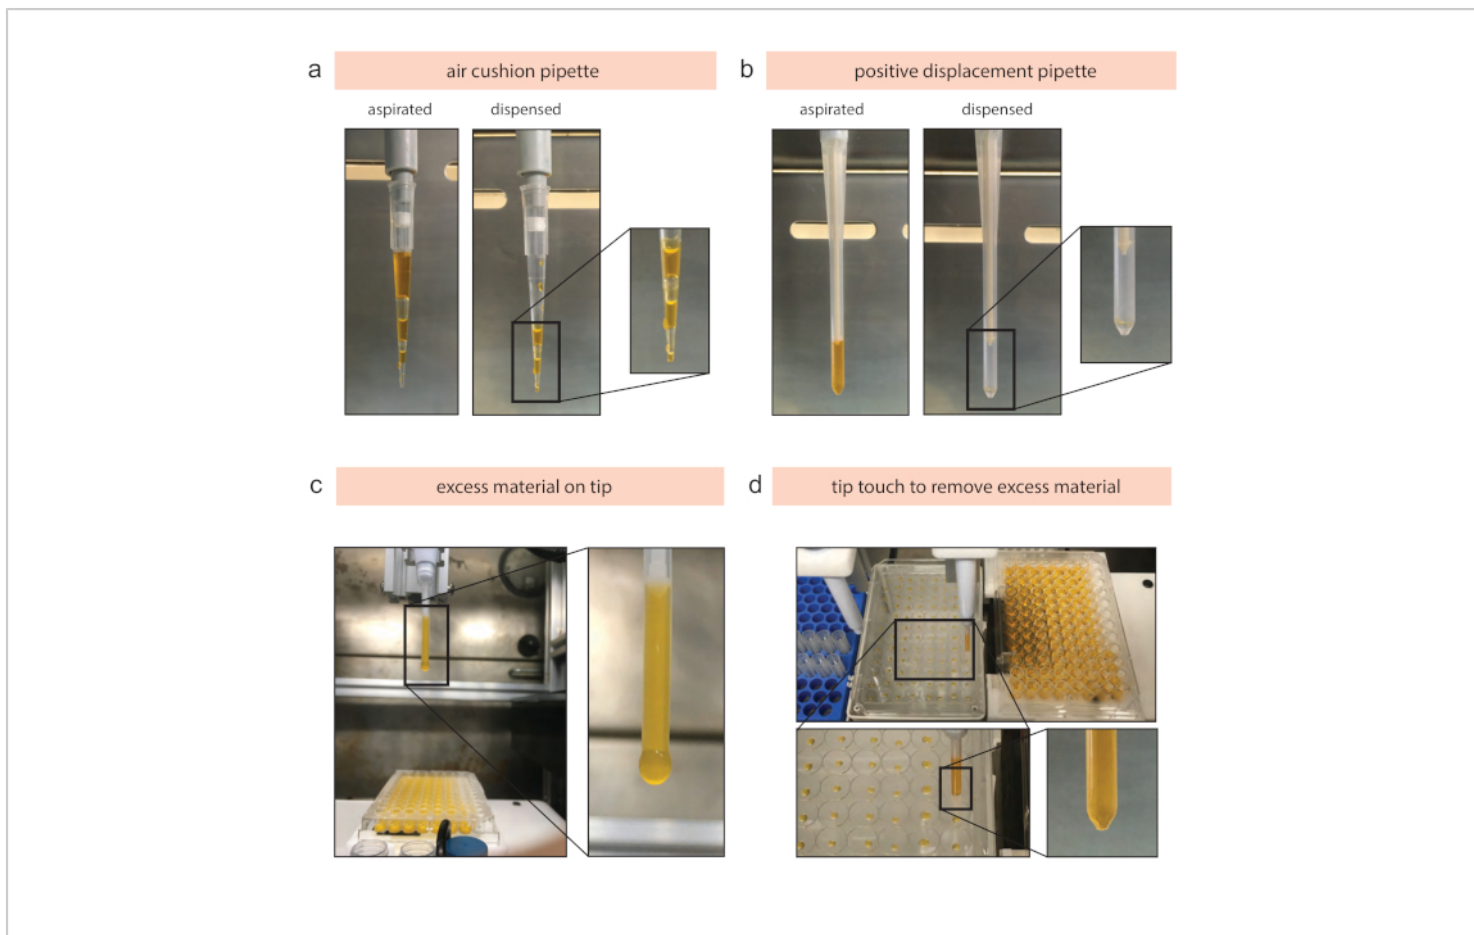 a
air cushion pipette
aspirated
dispensed
b
positive displacement pipette
aspirated
dispensed
c
excess material on tip
d
tip touch to remove excess material